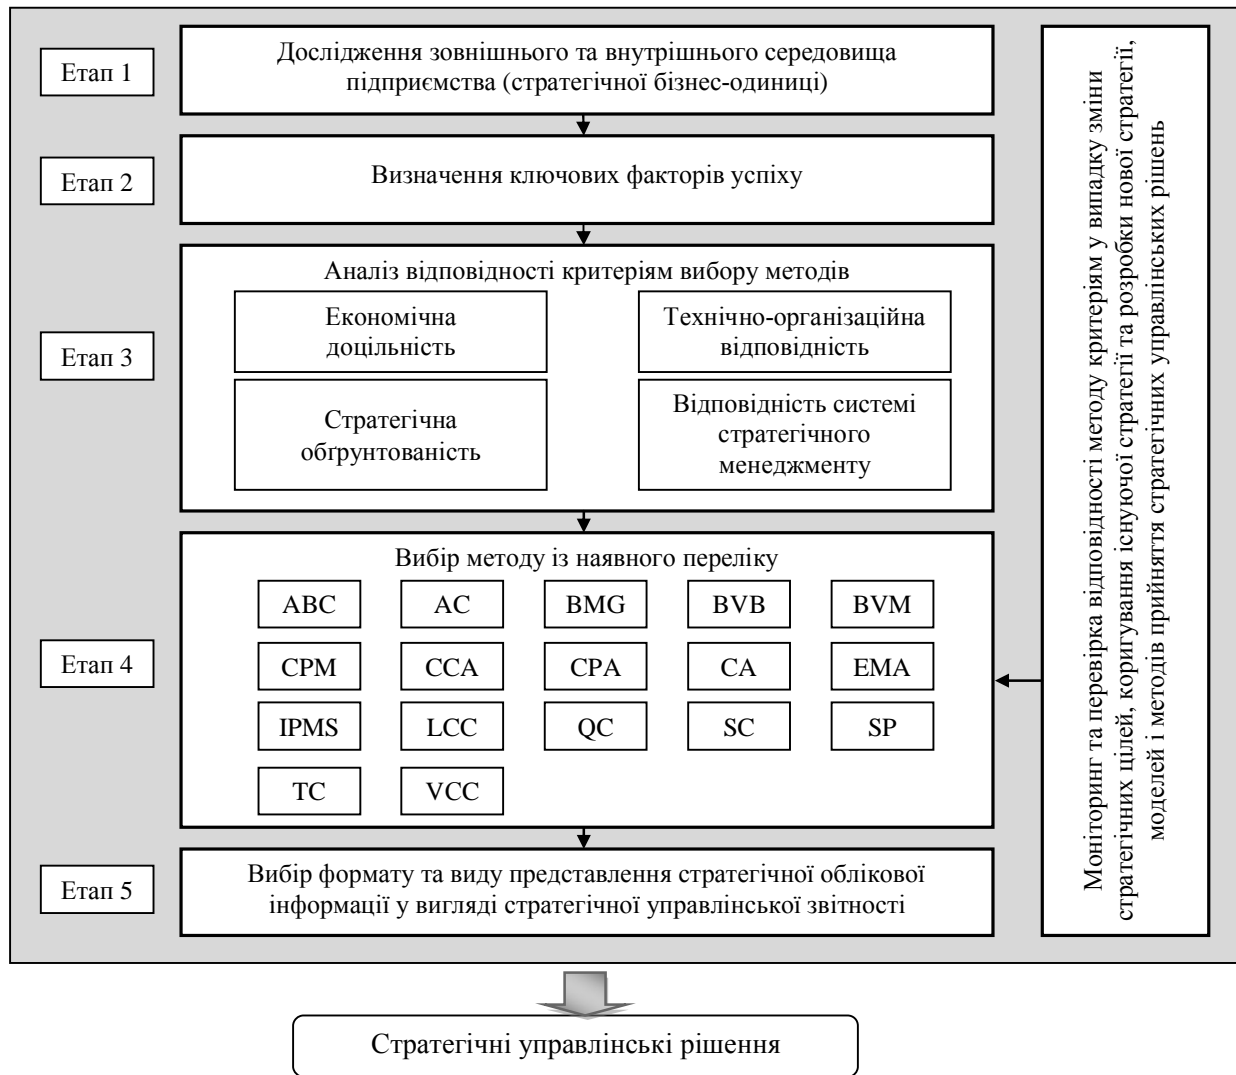 Етап 1
Дослідження зовнішнього та внутрішнього середовища
підприємства (стратегічної бізнес-одиниці)
Етап 2
Визначення ключових факторів успіху
Етап 3
Аналіз відповідності критеріям вибору методів
Економічна
доцільність
Технічно-організаційна
відповідність
Стратегічна
обґрунтованість
Відповідність системі
стратегічного
менеджменту
Етап 4
Вибір методу із наявного переліку
ABC
AC
BMG
BVB
BVM
CPM
CCA
CPA
CA
EMA
IPMS
LCC
QC
SC
SP
TC
VCC
Етап 5
Вибір формату та виду представлення стратегічної облікової
інформації у вигляді стратегічної управлінської звітності
Моніторинг та перевірка відповідності методу критеріям у випадку зміни
стратегічних цілей, коригування існуючої стратегії та розробки нової стратегії,
моделей і методів прийняття стратегічних управлінських рішень
Стратегічні управлінські рішення